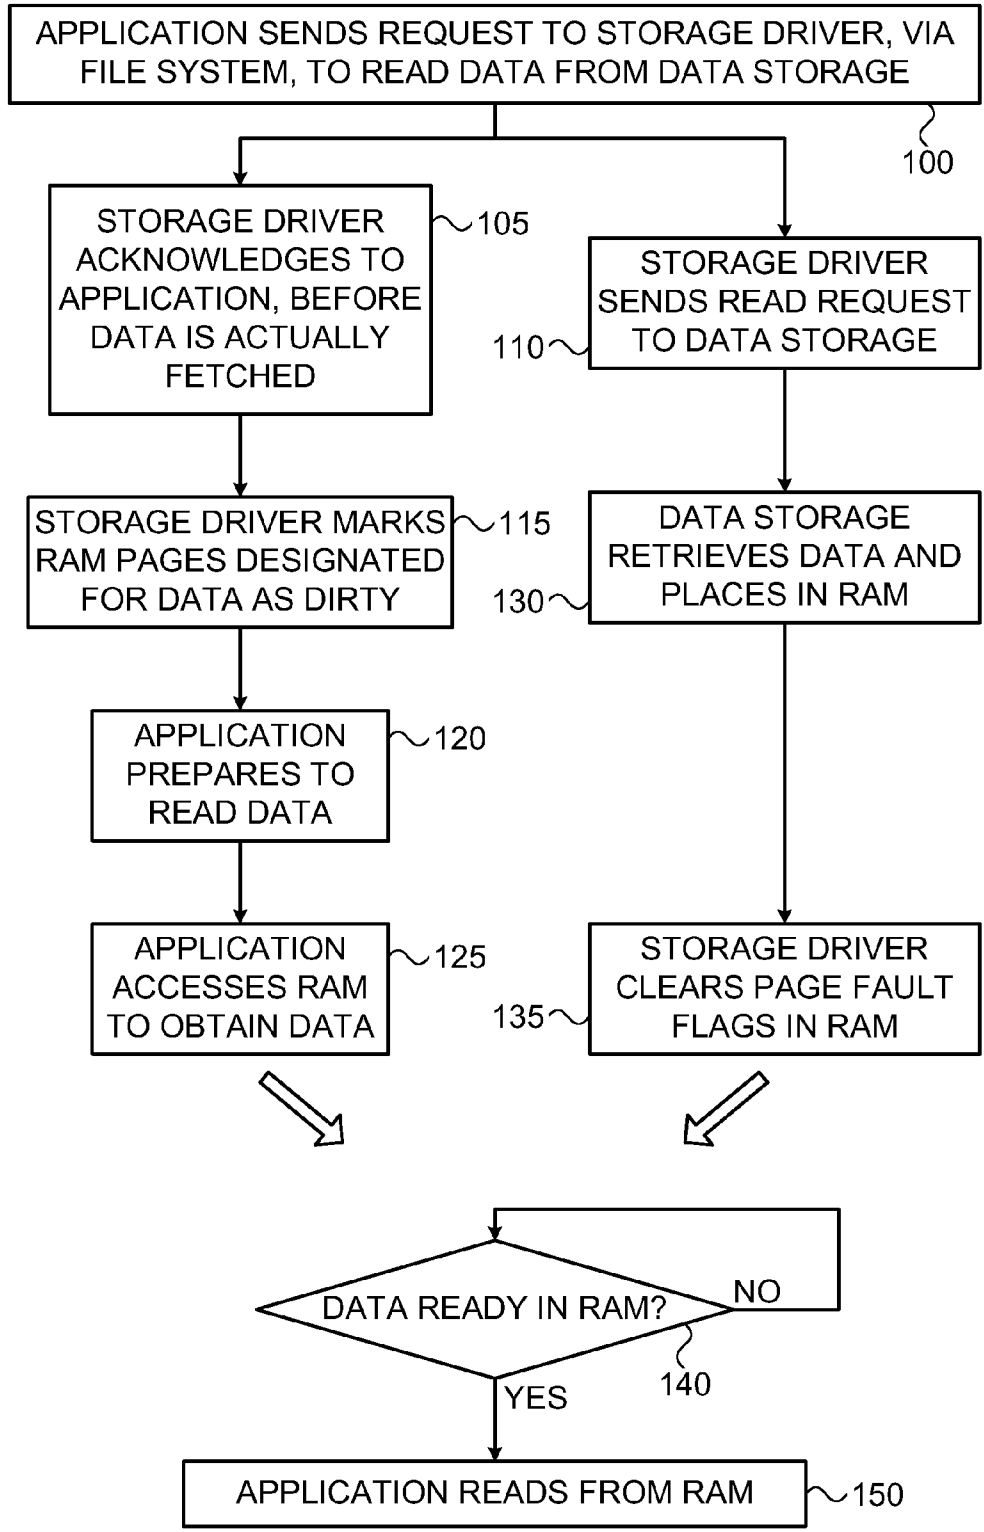 APPLICATION SENDS REQUEST TO STORAGE DRIVER, VIA
FILE SYSTEM, TO READ DATA FROM DATA STORAGE
100
STORAGE DRIVER
ACKNOWLEDGES TO
APPLICATION, BEFORE
DATA IS ACTUALLY
FETCHED
105
STORAGE DRIVER
SENDS READ REQUEST
TO DATA STORAGE
110
STORAGE DRIVER MARKS
RAM PAGES DESIGNATED
FOR DATA AS DIRTY
115
DATA STORAGE
RETRIEVES DATA AND
PLACES IN RAM
130
APPLICATION
PREPARES TO
READ DATA
120
APPLICATION
ACCESSES RAM
TO OBTAIN DATA
125
STORAGE DRIVER
CLEARS PAGE FAULT
FLAGS IN RAM
135
DATA READY IN RAM?
NO
140
YES
APPLICATION READS FROM RAM
150